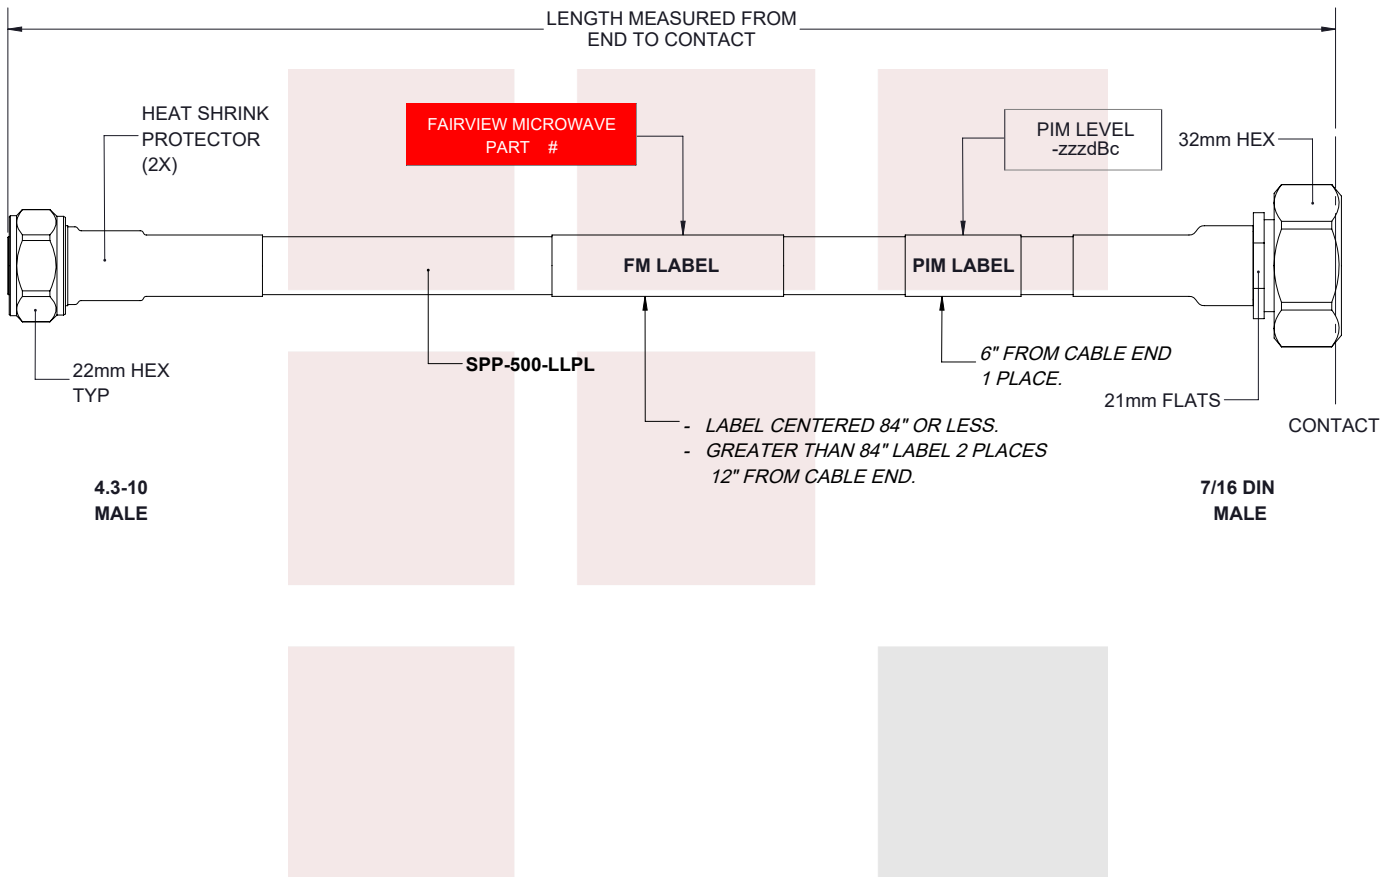 LENGTH MEASURED FROM
END TO CONTACT
HEAT SHRINK
PROTECTOR
(2X)
FAIRVIEW MICROWAVE
PART #
PIM LEVEL
-zzzdBc
32mm HEX
FM LABEL
PIM LABEL
22mm HEX
TYP
SPP-500-LLPL
6" FROM CABLE END
1 PLACE.
21mm FLATS
CONTACT
- LABEL CENTERED 84" OR LESS.
- GREATER THAN 84" LABEL 2 PLACES
12" FROM CABLE END.
4.3-10
MALE
7/16 DIN
MALE